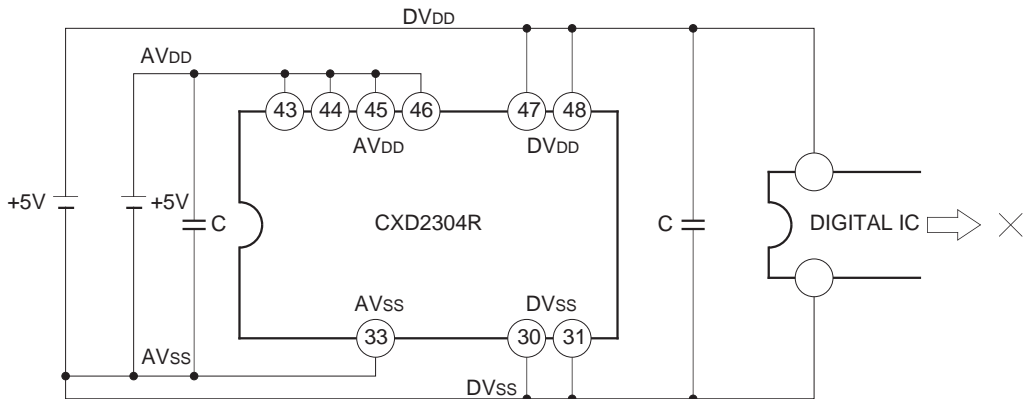 DVDD
AVDD
43 44 45 46 47 48
AVDD DVDD
+5V +5V C CXD2304R C DIGITAL IC
AVSS DVSS
33 30 31
AVSS
DVSS